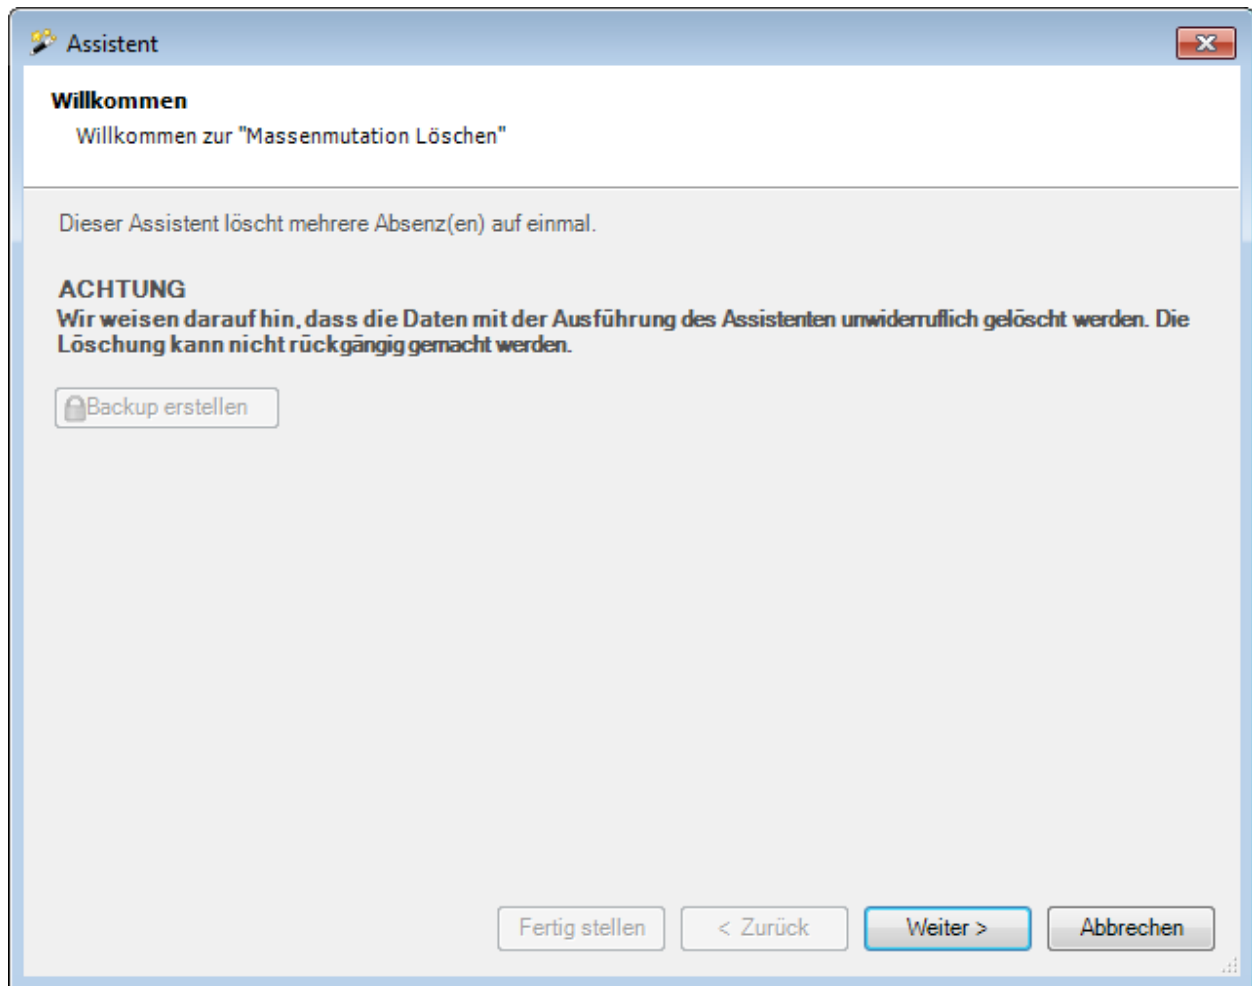 Assistent
Willkommen
Willkommen zur "Massenmutation Löschen"
Dieser Assistent löscht mehrere Absenz(en) auf einmal.
ACHTUNG
Wir weisen darauf hin, dass die Daten mit der Ausführung des Assistenten unwiderruflich gelöscht werden. Die
Löschung kann nicht rückgängig gemacht werden.
Backup erstellen
Fertig stellen
< Zurück
Weiter >
Abbrechen